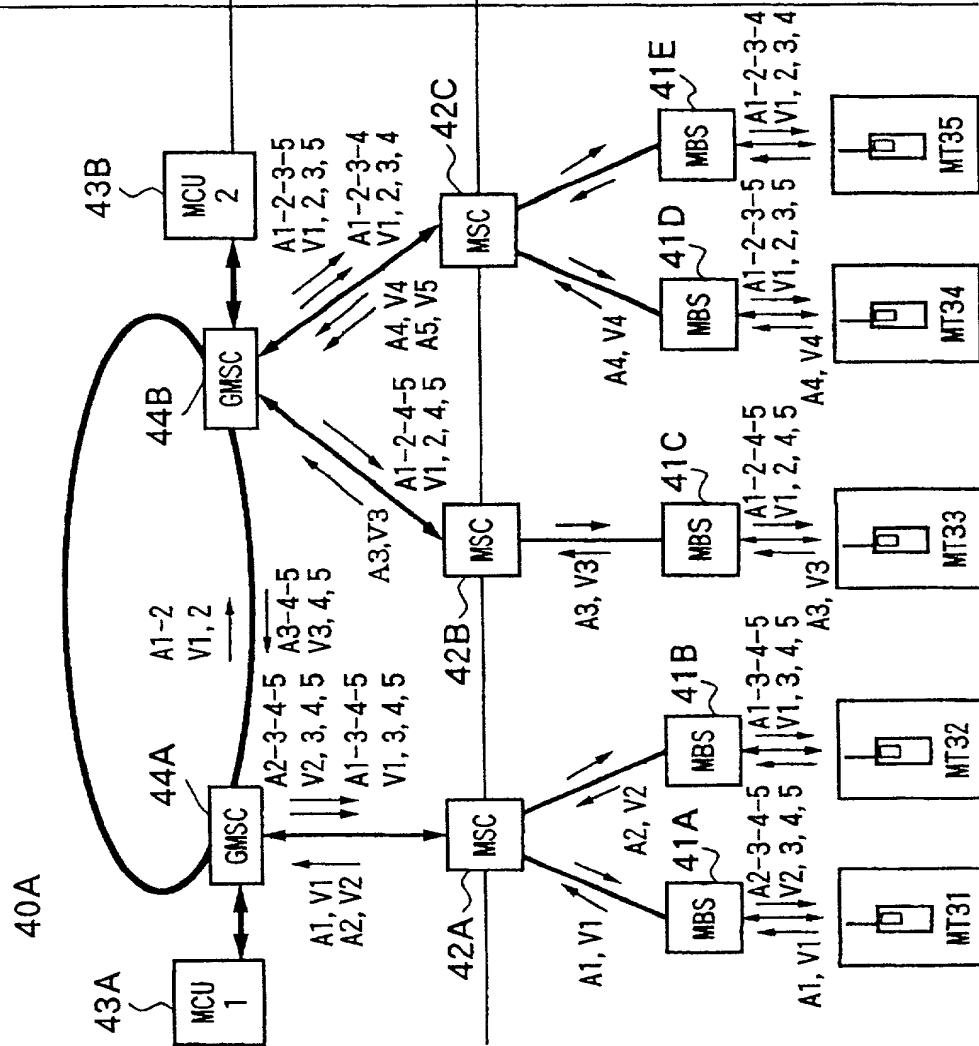 40A
43A
MCU
1
44A
GMSC
A1-2
V1, 2
A3-4-5
V3, 4, 5
44B
GMSC
43B
MCU
2
A1, V1
A2, V2
A2-3-4-5
V2, 3, 4, 5
A1-3-4-5
V1, 3, 4, 5
A3,V3
A1-2-4-5
V1, 2, 4, 5
A4, V4
A5, V5
A1-2-3-5
V1, 2, 3, 5
A1-2-3-4
V1, 2, 3, 4
42A
MSC
42B
MSC
42C
MSC
A1, V1
A2, V2
A3, V3
A4, V4
41A
MBS
41B
MBS
41C
MBS
41D
MBS
41E
MBS
A1, V1
A2-3-4-5
V2, 3, 4, 5
A1-3-4-5
V1, 3, 4, 5
A3, V3
A1-2-4-5
V1, 2, 4, 5
A4, V4
A1-2-3-5
V1, 2, 3, 5
A1-2-3-4
V1, 2, 3, 4
MT31
MT32
MT33
MT34
MT35